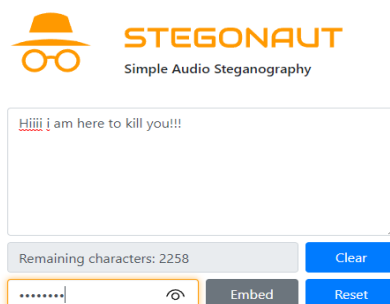 STEGONAUT
Simple Audio Steganography
Hiiii i am here to kill you!!!
Remaining characters: 2258
Clear
••••••••
Embed
Reset